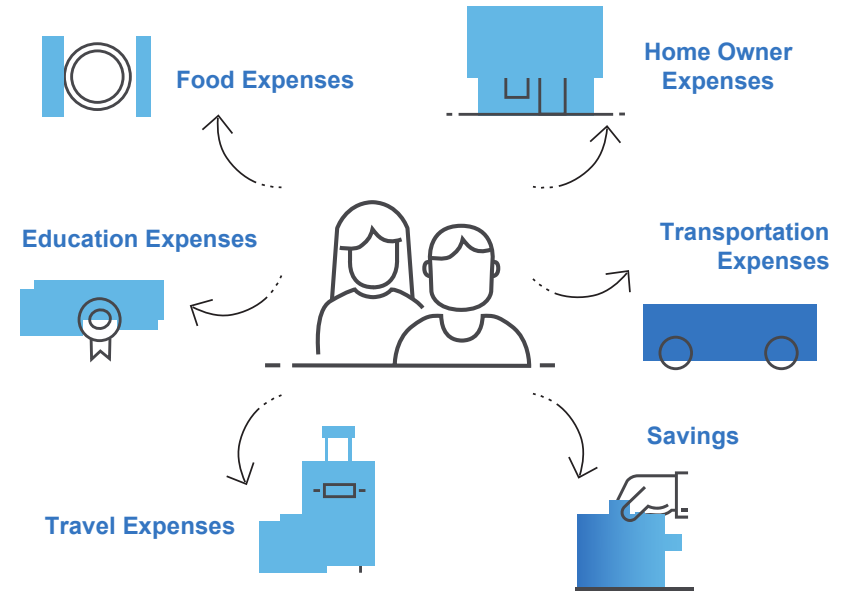 Food Expenses
Home Owner
Expenses
Education Expenses
Transportation
Expenses
Savings
Travel Expenses